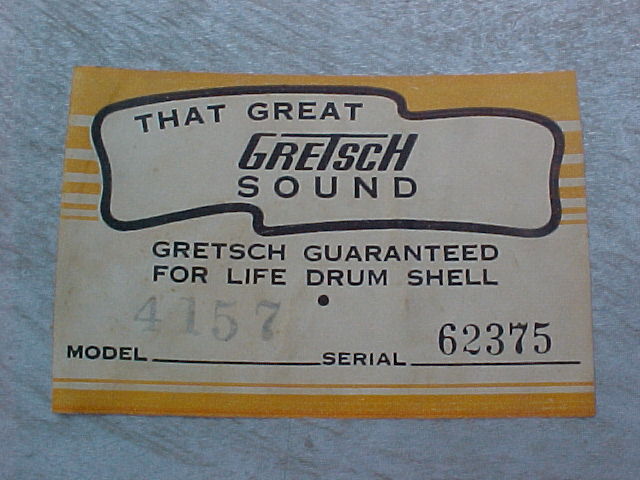 THAT GREAT
GRETSCH
SOUND
GRETSCH GUARANTEED
FOR LIFE DRUM SHELL
4157 62375
MODEL SERIAL